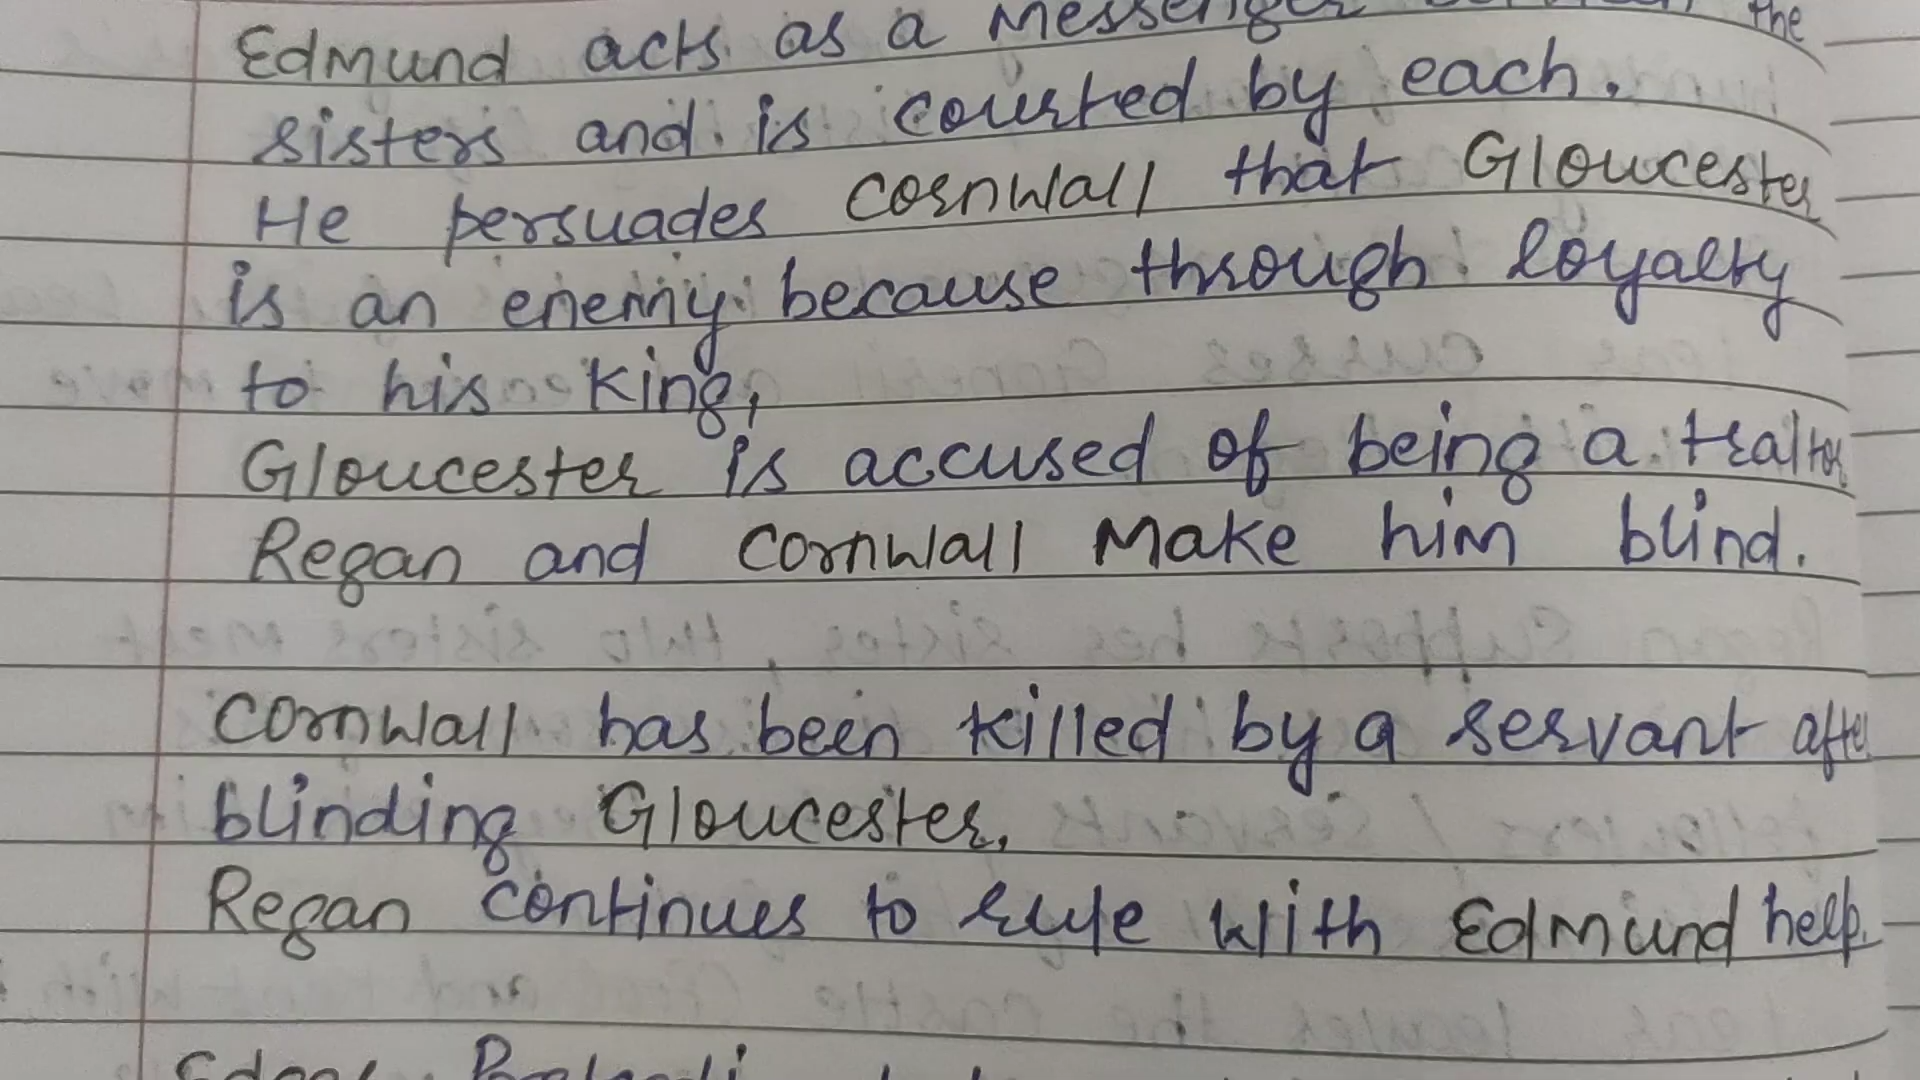 Edmund acts as a Messenger between the
sisters and is courted by each.
He persuades Cornwall that Gloucester
is an enemy because through loyalty
to his king,
Gloucester is accused of being a traitor
Regan and Cornwall Make him blind.
Cornwall has been killed by a servant after
blinding Gloucester.
Regan continues to rule with Edmund help.